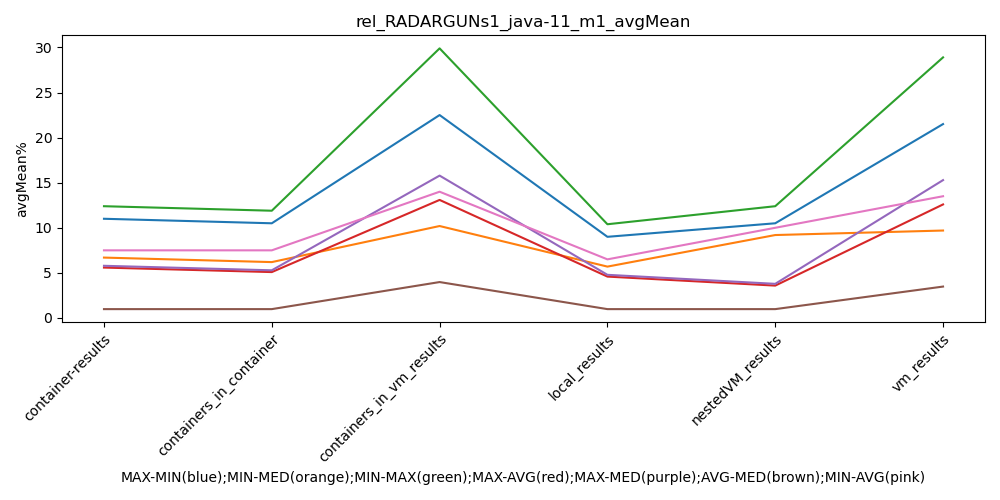 rel_RADARGUNs1_java-11_m1_avgMean
avgMean%
30
25
20
15
10
5
0
container-results
containers_in_container
containers_in_vm_results
local_results
nestedVM_results
vm_results
MAX-MIN(blue);MIN-MED(orange);MIN-MAX(green);MAX-AVG(red);MAX-MED(purple);AVG-MED(brown);MIN-AVG(pink)